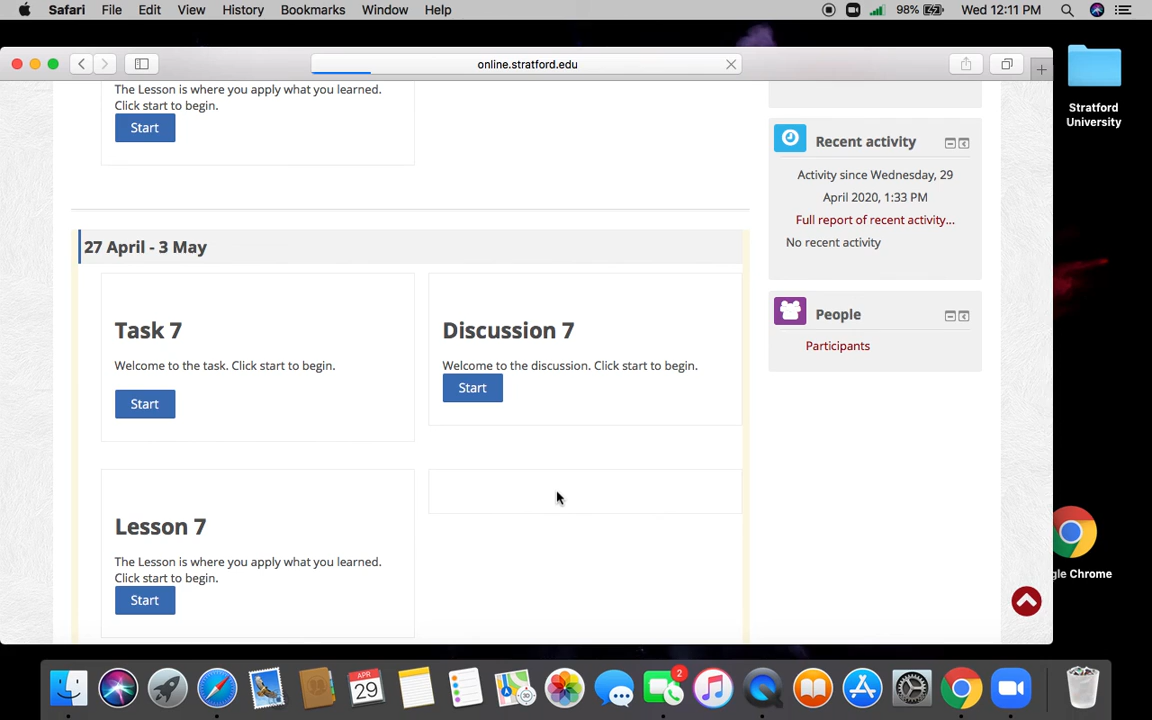 Safari File Edit View History Bookmarks Window Help 98% Wed 12:11 PM
online.stratford.edu
Stratford
University
The Lesson is where you apply what you learned.
Click start to begin.
Start
Recent activity
Activity since Wednesday, 29
April 2020, 1:33 PM
Full report of recent activity...
No recent activity
27 April - 3 May
Task 7
Welcome to the task. Click start to begin.
Start
Discussion 7
Welcome to the discussion. Click start to begin.
Start
People
Participants
Lesson 7
The Lesson is where you apply what you learned.
Click start to begin.
Start
gle Chrome
APR
29
2